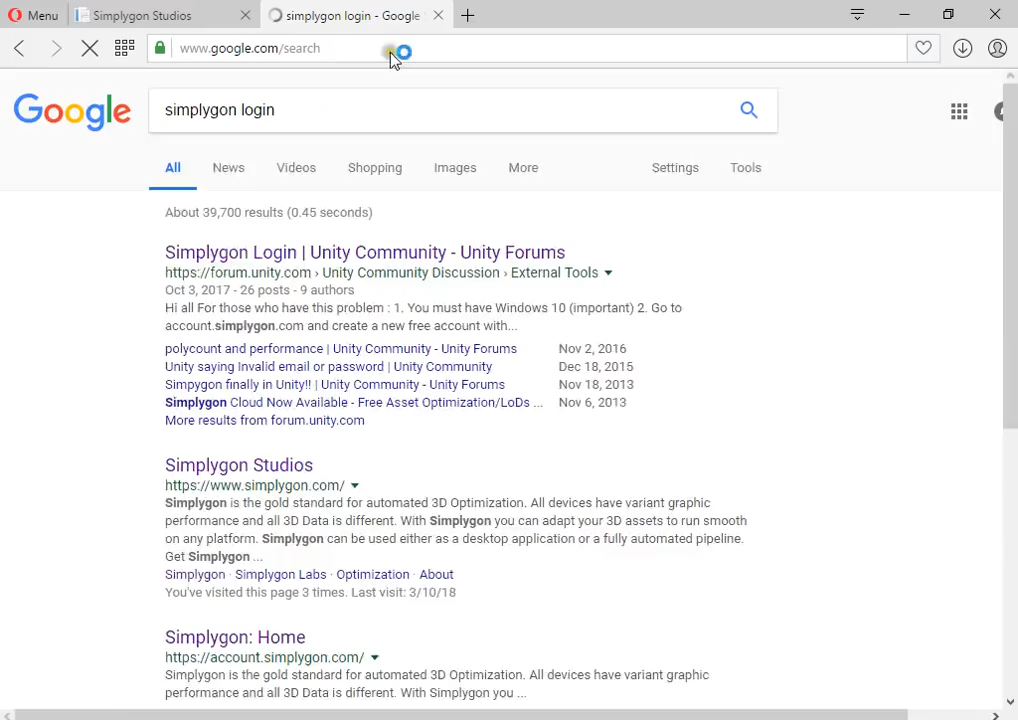 Menu
Simplygon Studios
simplygon login - Google
www.google.com/search
Google
simplygon login
All
News
Videos
Shopping
Images
More
Settings
Tools
About 39,700 results (0.45 seconds)
Simplygon Login | Unity Community - Unity Forums
https://forum.unity.com › Unity Community Discussion › External Tools
Oct 3, 2017 - 26 posts - 9 authors
Hi all For those who have this problem : 1. You must have Windows 10 (important) 2. Go to
account.simplygon.com and create a new free account with...
polycount and performance | Unity Community - Unity Forums Nov 2, 2016
Unity saying Invalid email or password | Unity Community Dec 18, 2015
Simpygon finally in Unity!! | Unity Community - Unity Forums Nov 18, 2013
Simplygon Cloud Now Available - Free Asset Optimization/LoDs ... Nov 6, 2013
More results from forum.unity.com
Simplygon Studios
https://www.simplygon.com/
Simplygon is the gold standard for automated 3D Optimization. All devices have variant graphic
performance and all 3D Data is different. With Simplygon you can adapt your 3D assets to run smooth
on any platform. Simplygon can be used either as a desktop application or a fully automated pipeline.
Get Simplygon ...
Simplygon · Simplygon Labs · Optimization · About
You've visited this page 3 times. Last visit: 3/10/18
Simplygon: Home
https://account.simplygon.com/
Simplygon is the gold standard for automated 3D Optimization. All devices have variant graphic
performance and all 3D Data is different. With Simplygon you ...